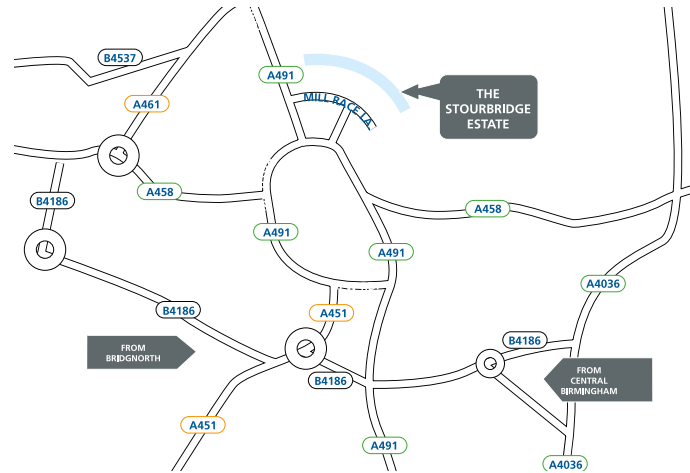 B4537
A491
A461
MILL RACE LA
THE
STOURBRIDGE
ESTATE
A458
B4186
A458
A491
A491
A4036
B4186
A451
FROM
BRIDGNORTH
B4186
B4186
FROM
CENTRAL
BIRMINGHAM
A451
A491
A4036